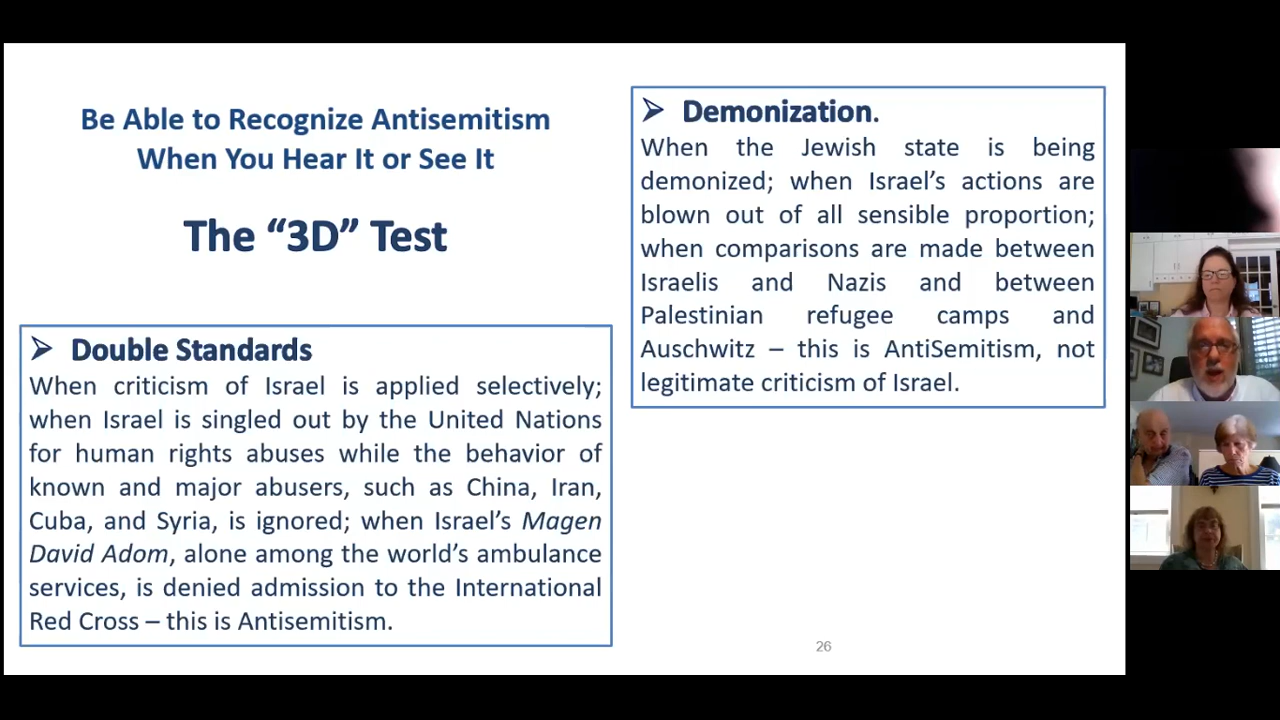 Be Able to Recognize Antisemitism
When You Hear It or See It
The “3D” Test
➢ Double Standards
When criticism of Israel is applied selectively;
when Israel is singled out by the United Nations
for human rights abuses while the behavior of
known and major abusers, such as China, Iran,
Cuba, and Syria, is ignored; when Israel’s Magen
David Adom, alone among the world’s ambulance
services, is denied admission to the International
Red Cross – this is Antisemitism.
➢ Demonization.
When the Jewish state is being
demonized; when Israel’s actions are
blown out of all sensible proportion;
when comparisons are made between
Israelis and Nazis and between
Palestinian refugee camps and
Auschwitz – this is AntiSemitism, not
legitimate criticism of Israel.
26